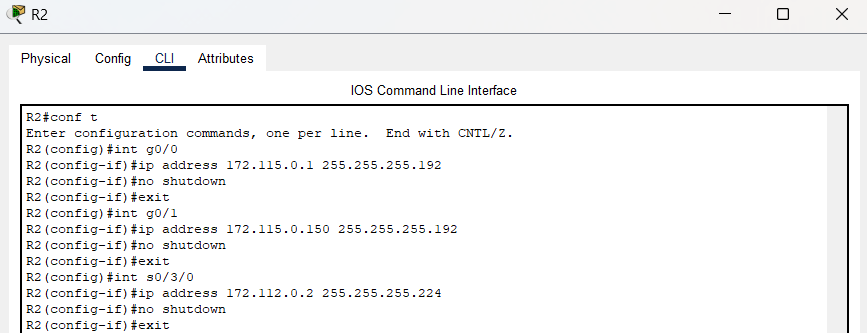 R2
Physical Config CLI Attributes
IOS Command Line Interface
R2#conf t
Enter configuration commands, one per line.  End with CNTL/Z.
R2(config)#int g0/0
R2(config-if)#ip address 172.115.0.1 255.255.255.192
R2(config-if)#no shutdown
R2(config-if)#exit
R2(config)#int g0/1
R2(config-if)#ip address 172.115.0.150 255.255.255.192
R2(config-if)#no shutdown
R2(config-if)#exit
R2(config)#int s0/3/0
R2(config-if)#ip address 172.112.0.2 255.255.255.224
R2(config-if)#no shutdown
R2(config-if)#exit